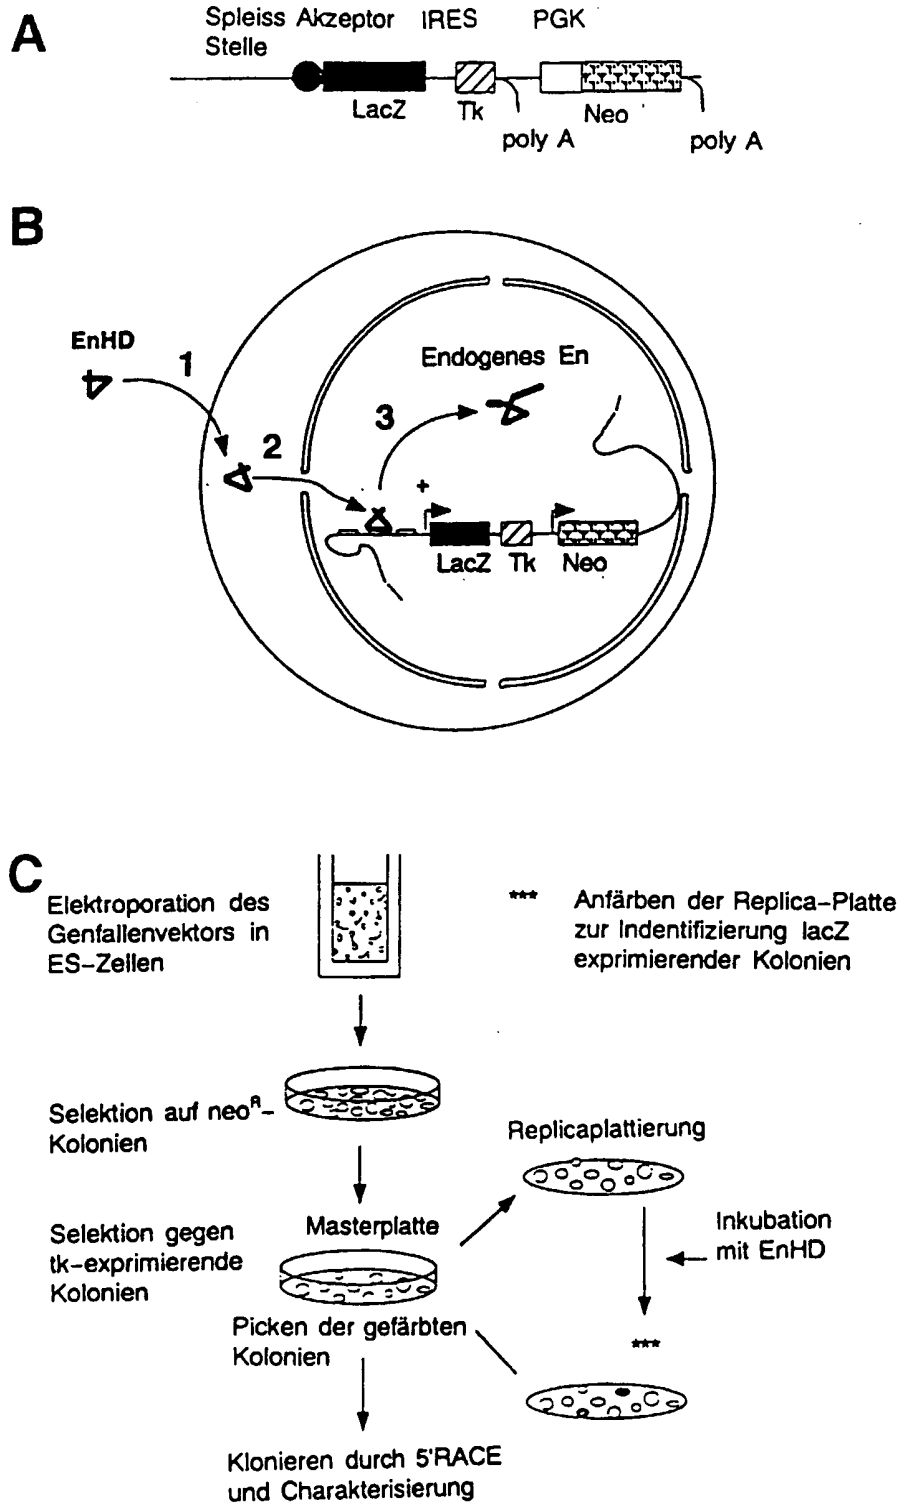 A
Spleiss Akzeptor IRES PGK
Stelle
LacZ Tk Neo
poly A poly A
B
EnHD
1
Endogenes En
3
2
+
LacZ Tk Neo
C
Elektroporation des
Genfallenvektors in
ES-Zellen
*** Anfärben der Replica-Platte
zur Indentifizierung lacZ
exprimierender Kolonien
Selektion auf neoR-
Kolonien
Replicaplattierung
Selektion gegen
tk-exprimierende
Kolonien
Masterplatte
Inkubation
mit EnHD
***
Picken der gefärbten
Kolonien
Klonieren durch 5'RACE
und Charakterisierung